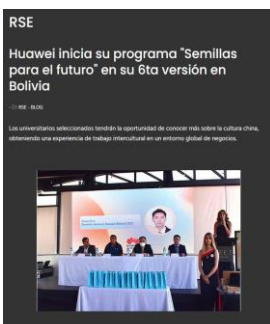 RSE
Huawei inicia su programa "Semillas
para el futuro" en su 6ta versión en
Bolivia
RSE · BLOG
Los universitarios seleccionados tendrán la oportunidad de conocer más sobre la cultura china,
obteniendo una experiencia de trabajo intercultural en un entorno global de negocios.